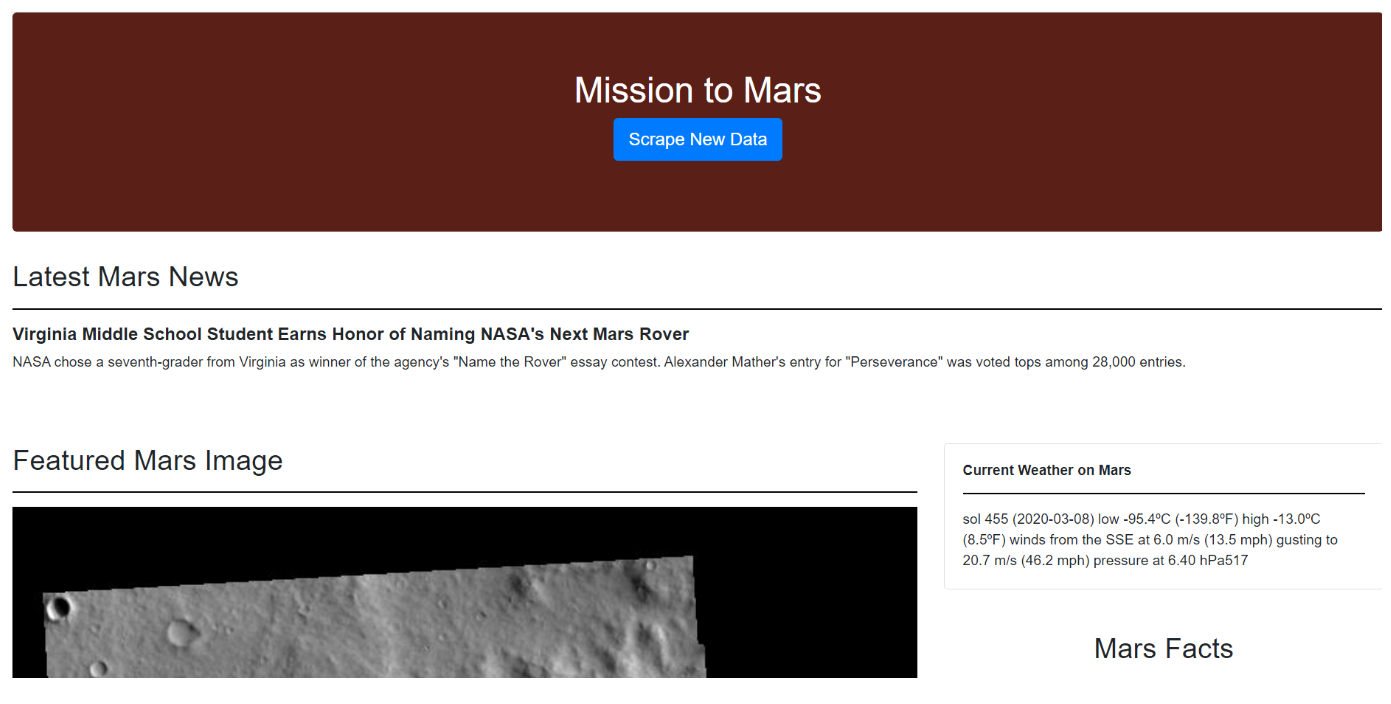 Mission to Mars
Scrape New Data
Latest Mars News
Virginia Middle School Student Earns Honor of Naming NASA's Next Mars Rover
NASA chose a seventh-grader from Virginia as winner of the agency's "Name the Rover" essay contest. Alexander Mather's entry for "Perseverance" was voted tops among 28,000 entries.
Featured Mars Image
Current Weather on Mars
sol 455 (2020-03-08) low -95.4ºC (-139.8ºF) high -13.0ºC
(8.5ºF) winds from the SSE at 6.0 m/s (13.5 mph) gusting to
20.7 m/s (46.2 mph) pressure at 6.40 hPa517
Mars Facts